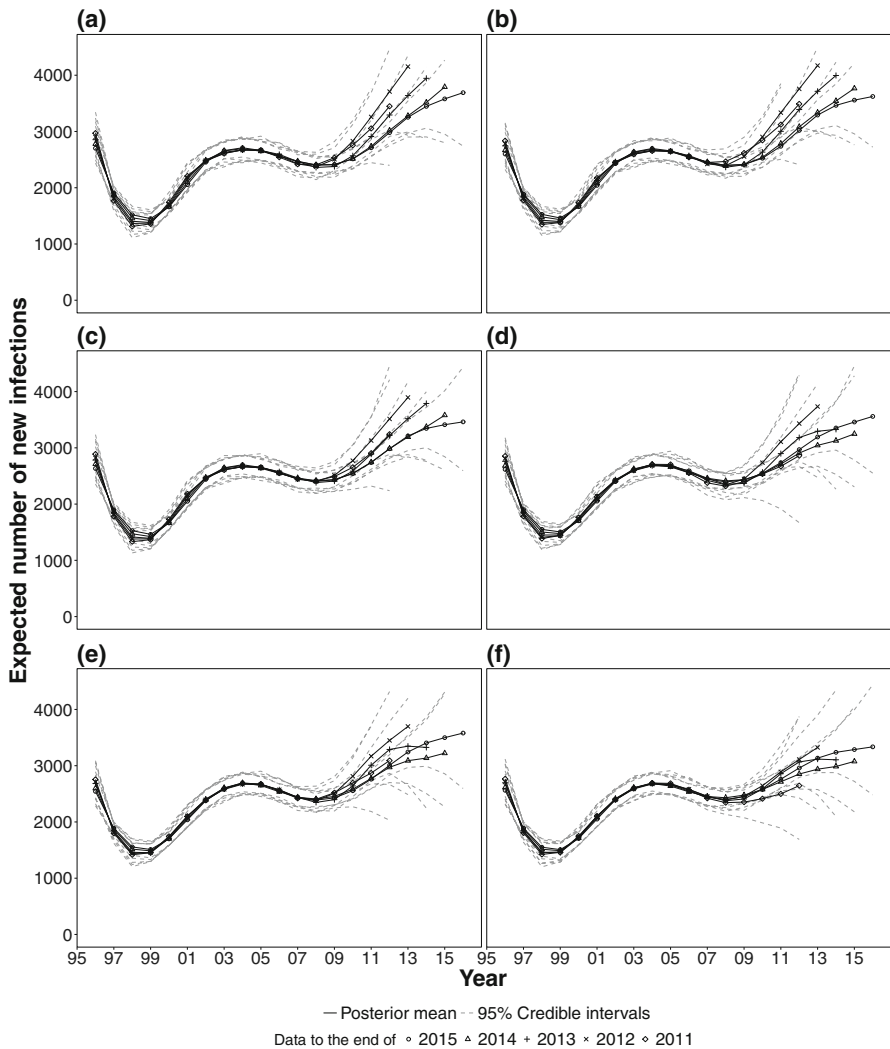 (a) (b)
4000
3000
2000
1000
0
(c) (d)
4000
3000
2000
1000
0
(e) (f)
4000
3000
2000
1000
0
Expected number of new infections
95 97 99 01 03 05 07 09 11 13 15 95 97 99 01 03 05 07 09 11 13 15
Year
Posterior mean 95% Credible intervals
Data to the end of 2015 2014 2013 2012 2011